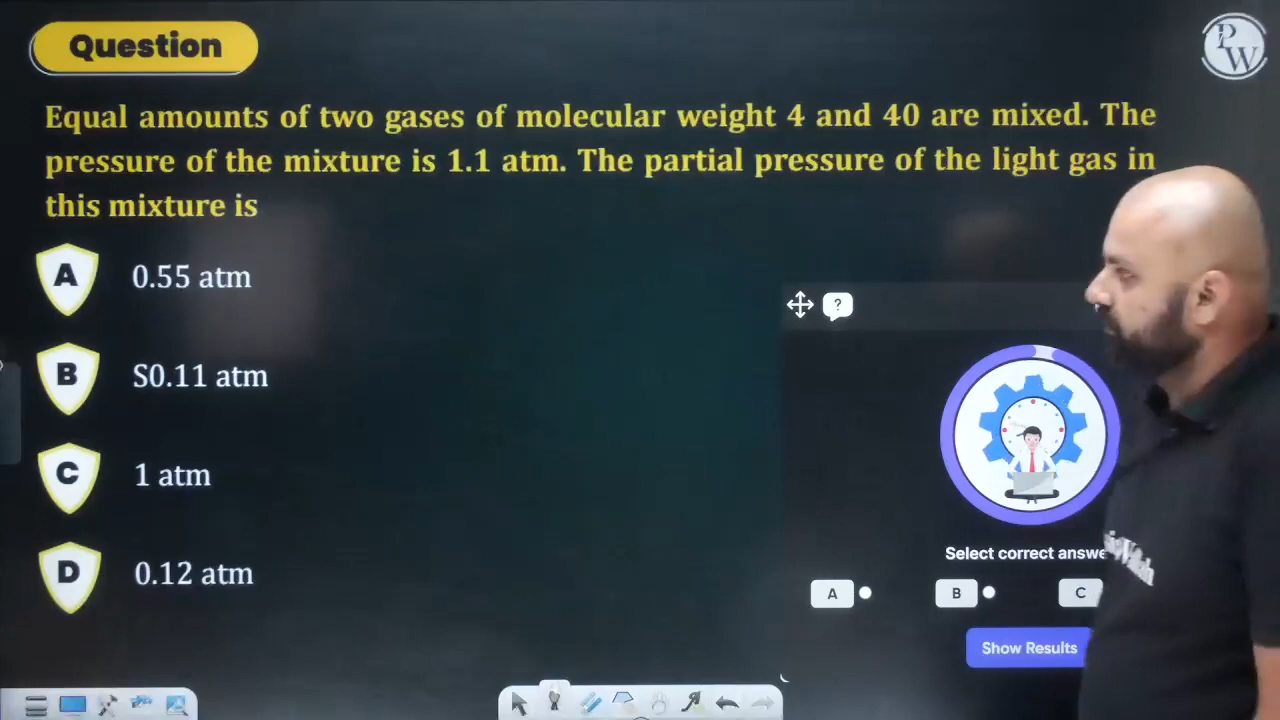 Question
PW
Equal amounts of two gases of molecular weight 4 and 40 are mixed. The
pressure of the mixture is 1.1 atm. The partial pressure of the light gas in
this mixture is
A 0.55 atm
B S0.11 atm
C 1 atm
D 0.12 atm
?
Select correct answe
A B C
Show Results